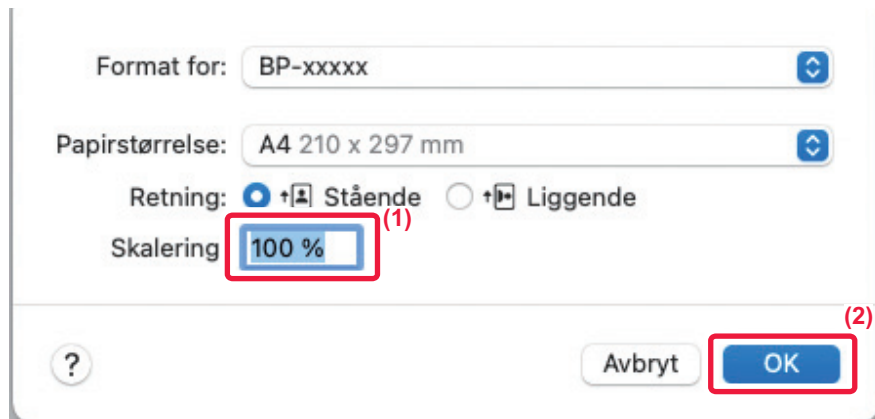 Format for: BP-xxxxx
Papirstørrelse: A4 210 x 297 mm
Retning: Stående Liggende
(1)
Skalering 100 %
(2)
? Avbryt OK